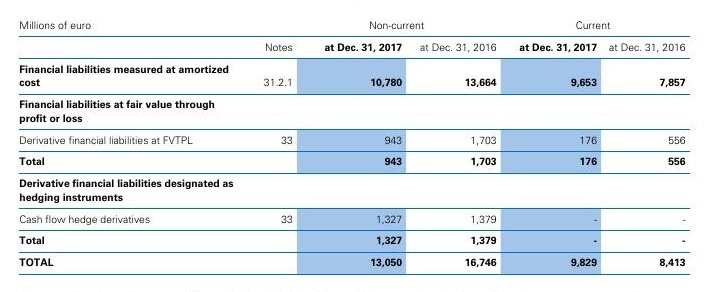 Millions of euro Non-current Current
Notes at Dec. 31, 2017 at Dec. 31, 2016 at Dec. 31, 2017 at Dec. 31, 2016
Financial liabilities measured at amortized
cost 31.2.1 10,780 13,664 9,653 7,857
Financial liabilities at fair value through
profit or loss
Derivative financial liabilities at FVTPL 33 943 1,703 176 556
Total 943 1,703 176 556
Derivative financial liabilities designated as
hedging instruments
Cash flow hedge derivatives 33 1,327 1,379 - -
Total 1,327 1,379 - -
TOTAL 13,050 16,746 9,829 8,413